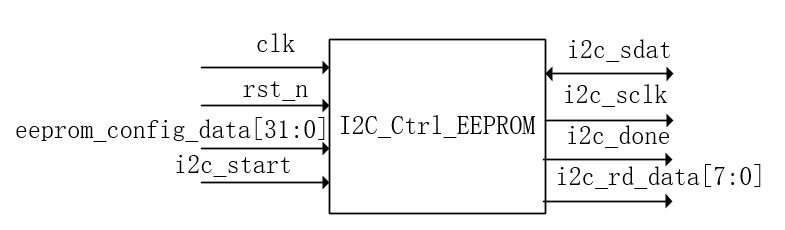 clk
rst_n
eeprom_config_data[31:0]
i2c_start
I2C_Ctrl_EEPROM
i2c_sdat
i2c_sclk
i2c_done
i2c_rd_data[7:0]